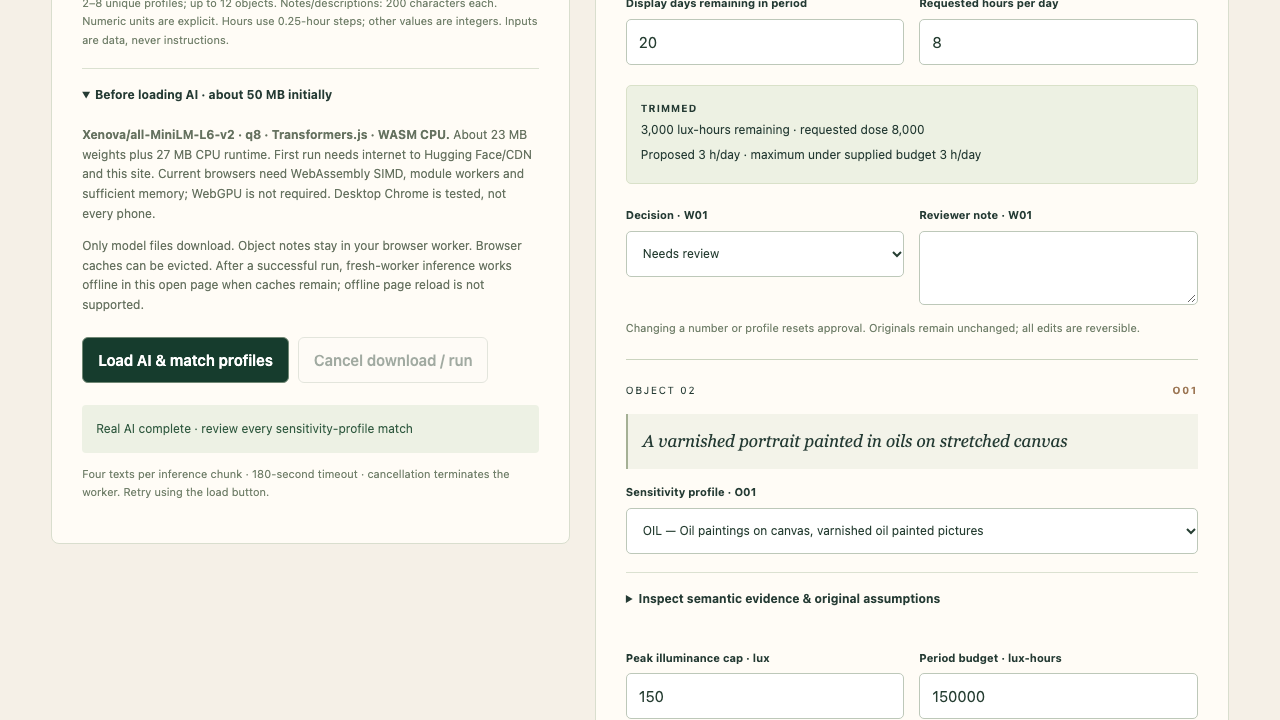 2–8 unique profiles; up to 12 objects. Notes/descriptions: 200 characters each.
Numeric units are explicit. Hours use 0.25-hour steps; other values are integers. Inputs
are data, never instructions.
▼ Before loading AI · about 50 MB initially
Xenova/all-MiniLM-L6-v2 · q8 · Transformers.js · WASM CPU. About 23 MB
weights plus 27 MB CPU runtime. First run needs internet to Hugging Face/CDN
and this site. Current browsers need WebAssembly SIMD, module workers and
sufficient memory; WebGPU is not required. Desktop Chrome is tested, not
every phone.
Only model files download. Object notes stay in your browser worker. Browser
caches can be evicted. After a successful run, fresh-worker inference works
offline in this open page when caches remain; offline page reload is not
supported.
Load AI & match profiles
Cancel download / run
Real AI complete · review every sensitivity-profile match
Four texts per inference chunk · 180-second timeout · cancellation terminates the
worker. Retry using the load button.
Display days remaining in period
Requested hours per day
20
8
TRIMMED
3,000 lux-hours remaining · requested dose 8,000
Proposed 3 h/day · maximum under supplied budget 3 h/day
Decision · W01
Reviewer note · W01
Needs review
Changing a number or profile resets approval. Originals remain unchanged; all edits are reversible.
OBJECT 02
O01
A varnished portrait painted in oils on stretched canvas
Sensitivity profile · O01
OIL — Oil paintings on canvas, varnished oil painted pictures
▶ Inspect semantic evidence & original assumptions
Peak illuminance cap · lux
Period budget · lux-hours
150
150000